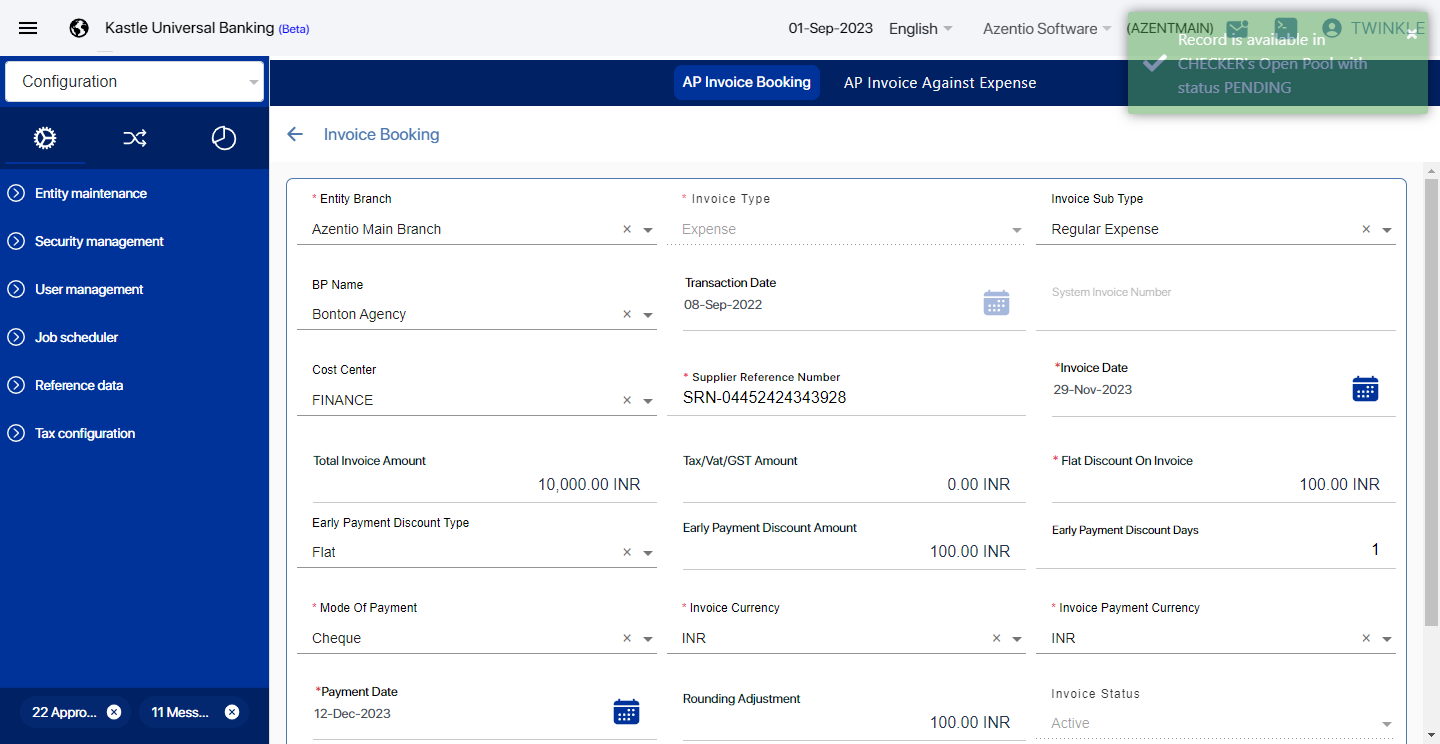 Kastle Universal Banking (Beta)
01-Sep-2023
English
Azentio Software
(AZENTMAIN)
TWINKLE
Record is available in
CHECKER's Open Pool with
status PENDING
Configuration
AP Invoice Booking
AP Invoice Against Expense
Invoice Booking
Entity maintenance
Security management
User management
Job scheduler
Reference data
Tax configuration
22 Appro...
11 Mess...
* Entity Branch
Azentio Main Branch
* Invoice Type
Expense
Invoice Sub Type
Regular Expense
BP Name
Bonton Agency
Transaction Date
08-Sep-2022
System Invoice Number
Cost Center
FINANCE
* Supplier Reference Number
SRN-04452424343928
*Invoice Date
29-Nov-2023
Total Invoice Amount
10,000.00 INR
Tax/Vat/GST Amount
0.00 INR
* Flat Discount On Invoice
100.00 INR
Early Payment Discount Type
Flat
Early Payment Discount Amount
100.00 INR
Early Payment Discount Days
1
* Mode Of Payment
Cheque
* Invoice Currency
INR
* Invoice Payment Currency
INR
*Payment Date
12-Dec-2023
Rounding Adjustment
100.00 INR
Invoice Status
Active